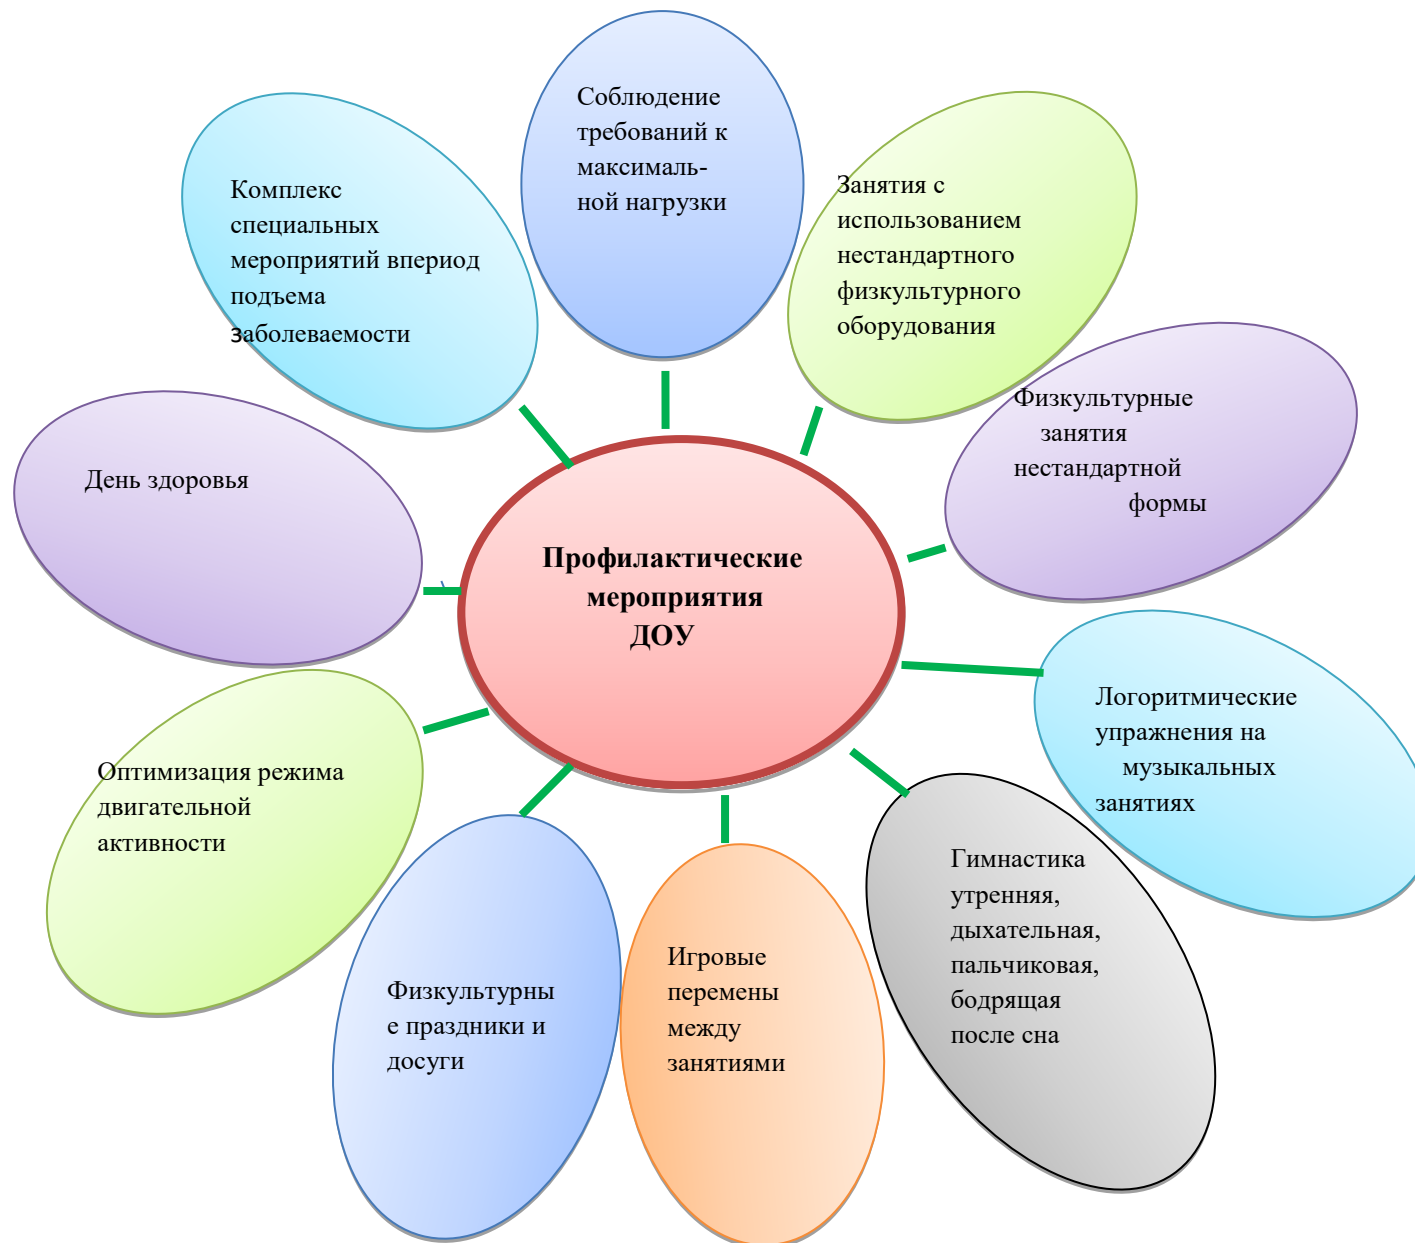 Соблюдение
требований к
максималь-
ной нагрузки
Занятия с
использованием
нестандартного
физкультурного
оборудования
Комплекс
специальных
мероприятий впериод
подъема
заболеваемости
Физкультурные
занятия
нестандартной
формы
День здоровья
Профилактические
мероприятия
ДОУ
Логоритмические
упражнения на
музыкальных
занятиях
Оптимизация режима
двигательной
активности
Гимнастика
утренняя,
дыхательная,
пальчиковая,
бодрящая
после сна
Игровые
перемены
между
занятиями
Физкультурны
е праздники и
досуги